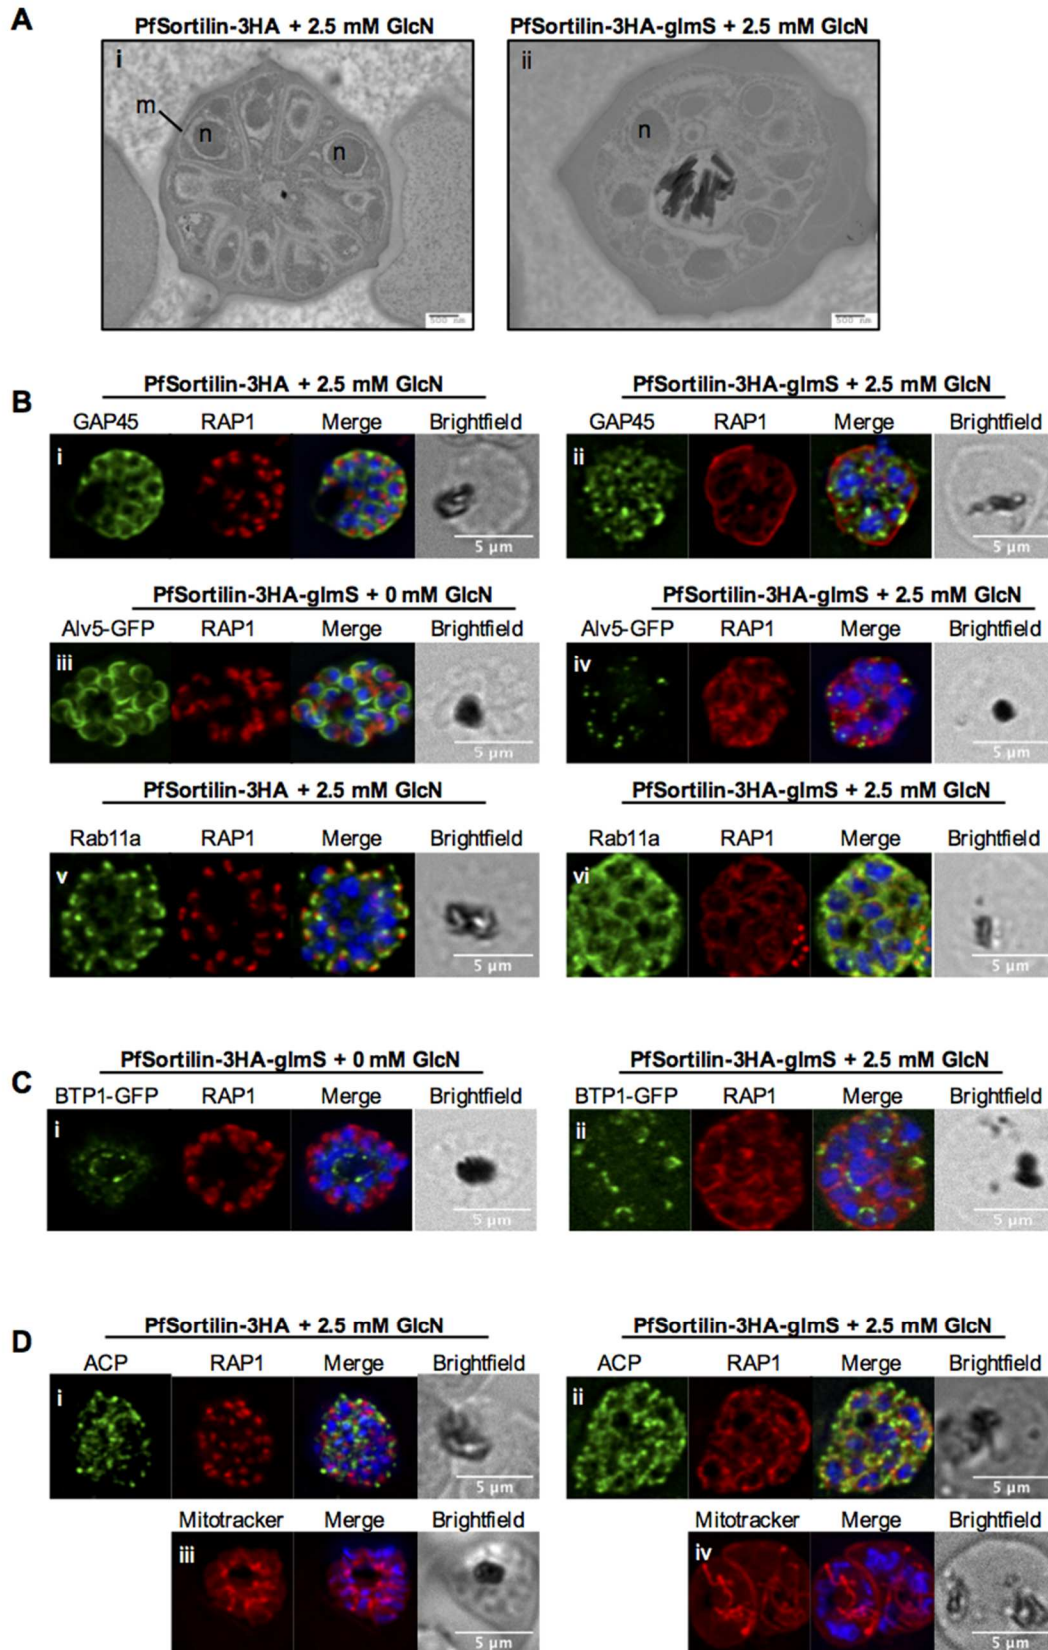 A
PfSortilin-3HA + 2.5 mM GlcN PfSortilin-3HA-glmS + 2.5 mM GlcN
i ii
m
n n n
500 nm 500 nm
B
PfSortilin-3HA + 2.5 mM GlcN PfSortilin-3HA-glmS + 2.5 mM GlcN
GAP45 RAP1 Merge Brightfield GAP45 RAP1 Merge Brightfield
i ii
5 µm 5 µm
PfSortilin-3HA-glmS + 0 mM GlcN PfSortilin-3HA-glmS + 2.5 mM GlcN
Alv5-GFP RAP1 Merge Brightfield Alv5-GFP RAP1 Merge Brightfield
iii iv
5 µm 5 µm
PfSortilin-3HA + 2.5 mM GlcN PfSortilin-3HA-glmS + 2.5 mM GlcN
Rab11a RAP1 Merge Brightfield Rab11a RAP1 Merge Brightfield
v vi
5 µm 5 µm
C
PfSortilin-3HA-glmS + 0 mM GlcN PfSortilin-3HA-glmS + 2.5 mM GlcN
BTP1-GFP RAP1 Merge Brightfield BTP1-GFP RAP1 Merge Brightfield
i ii
5 µm 5 µm
D
PfSortilin-3HA + 2.5 mM GlcN PfSortilin-3HA-glmS + 2.5 mM GlcN
ACP RAP1 Merge Brightfield ACP RAP1 Merge Brightfield
i ii
5 µm 5 µm
Mitotracker Merge Brightfield Mitotracker Merge Brightfield
iii iv
5 µm 5 µm